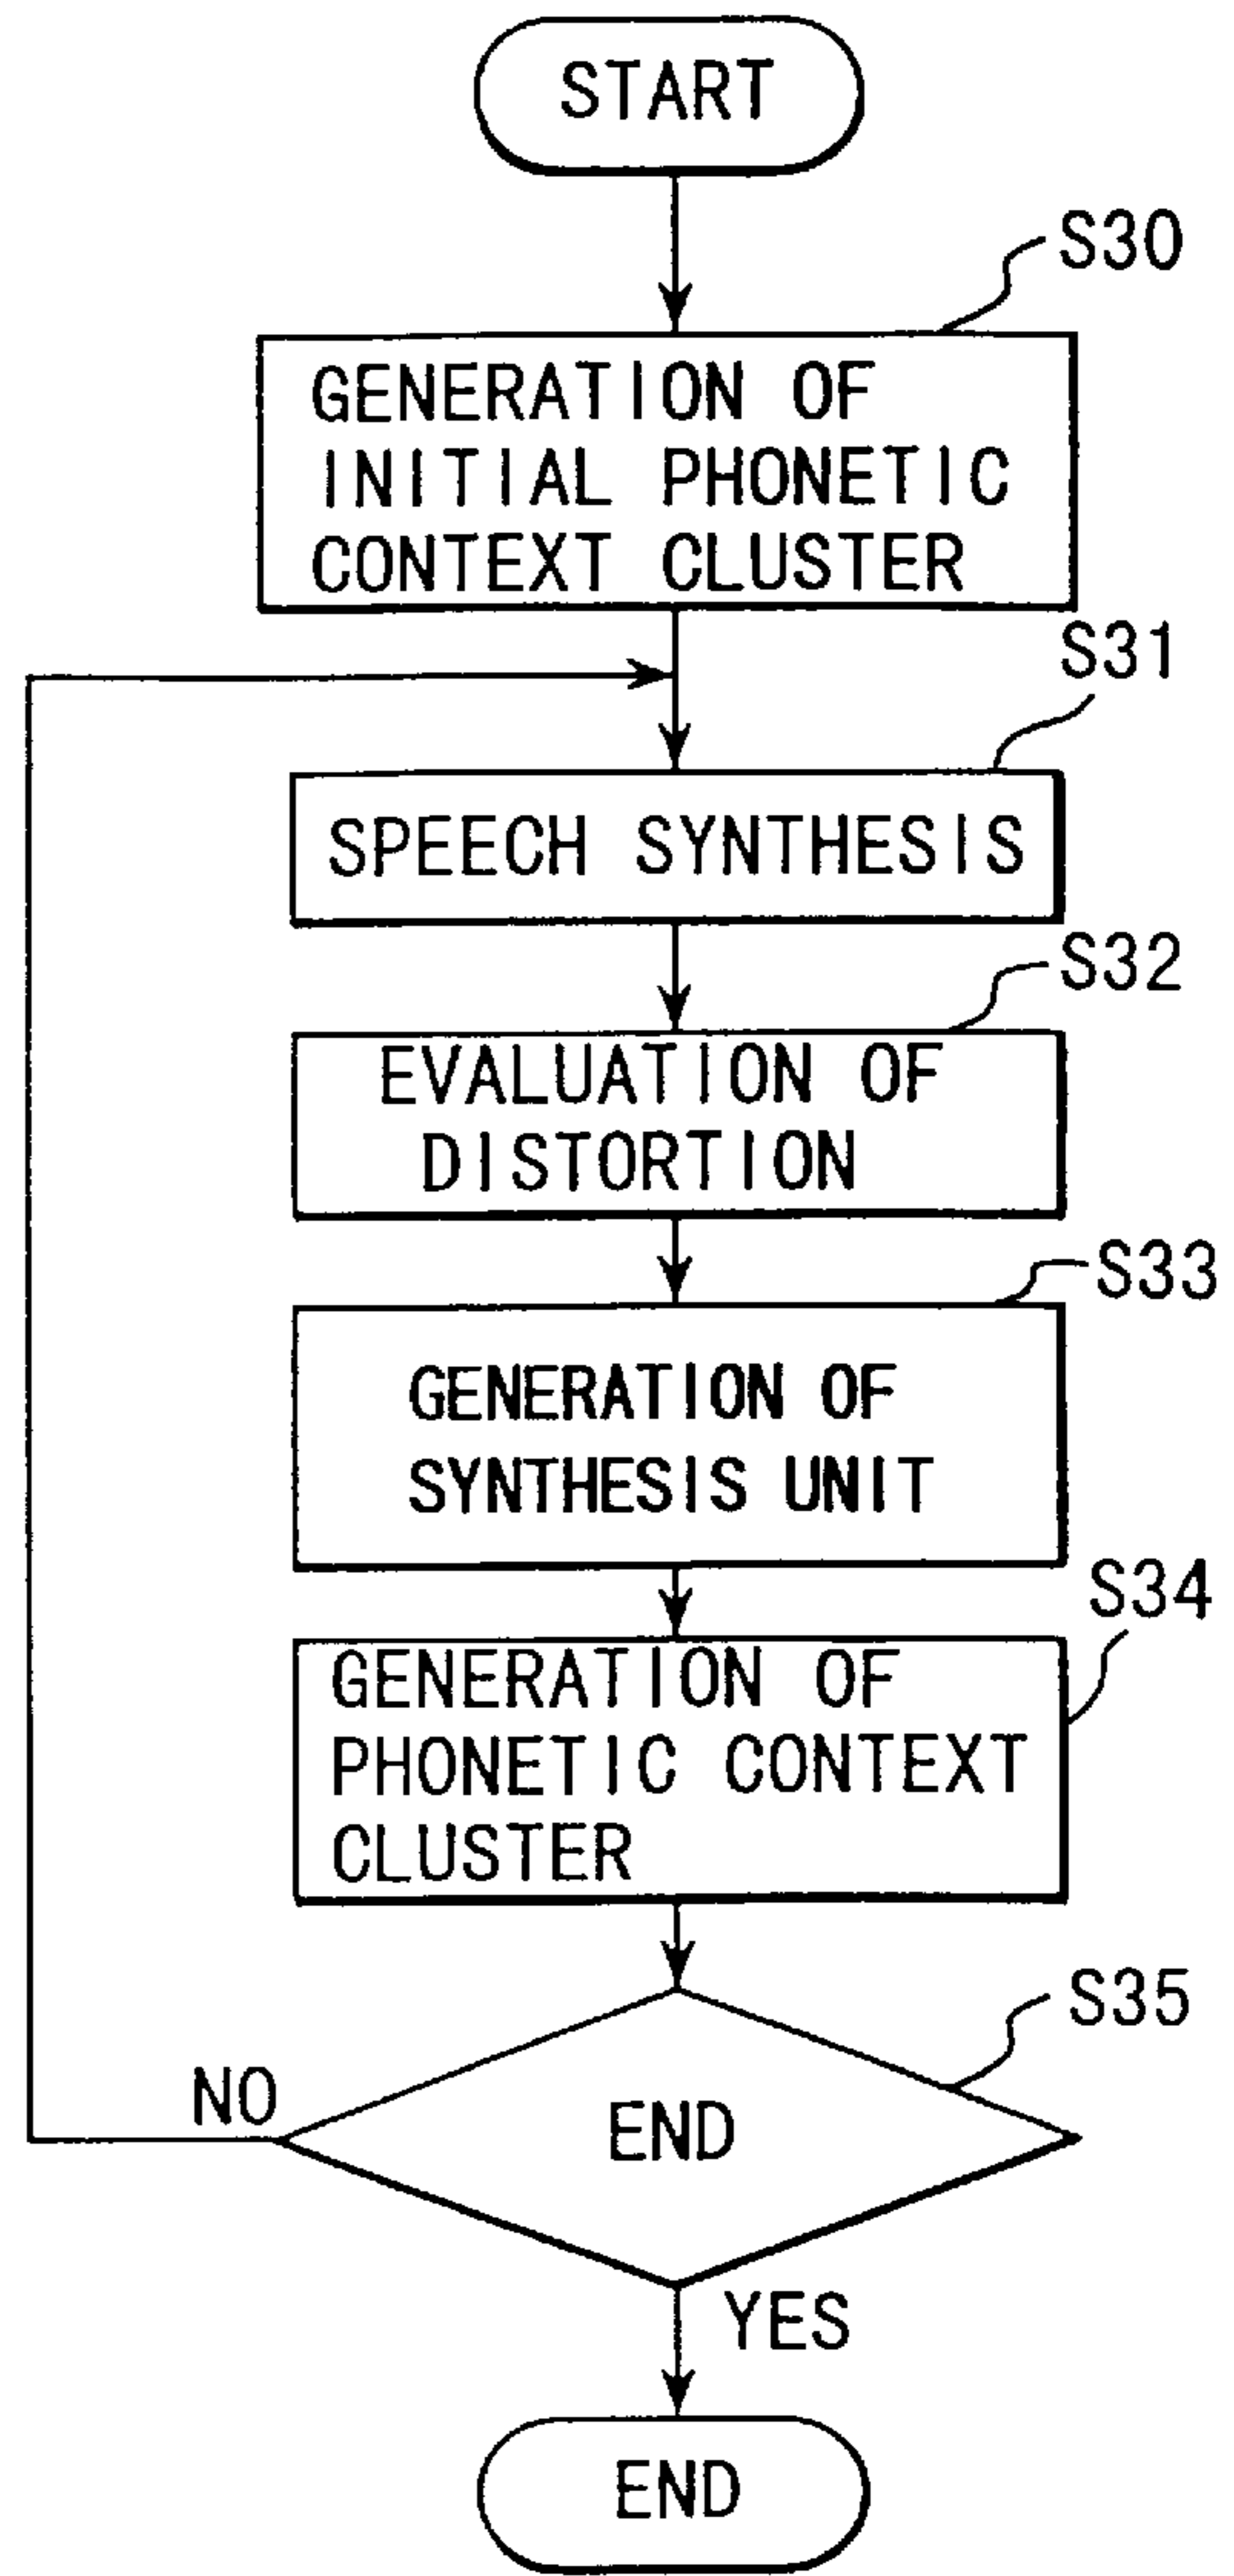 START
S30
GENERATION OF
INITIAL PHONETIC
CONTEXT CLUSTER
S31
SPEECH SYNTHESIS
S32
EVALUATION OF
DISTORTION
S33
GENERATION OF
SYNTHESIS UNIT
S34
GENERATION OF
PHONETIC CONTEXT
CLUSTER
S35
NO
END
YES
END